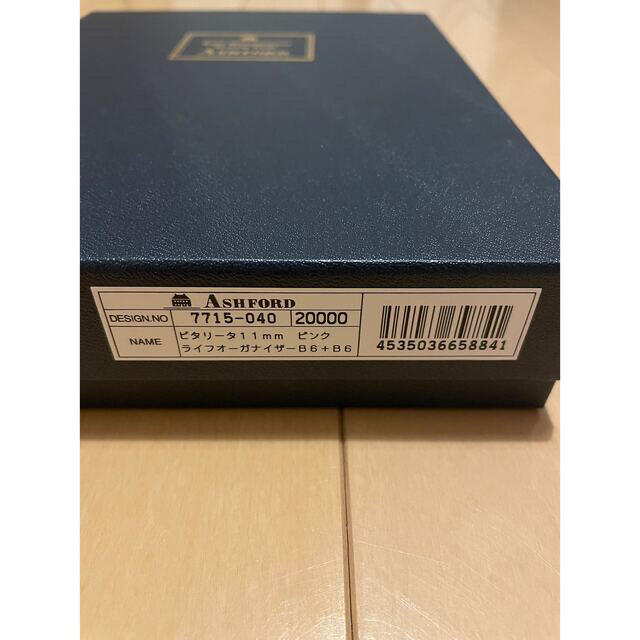 ASHFORD
ASHFORD
DESIGN.NO 7715-040 20000
NAME ピタリータ11mm ピンク
ライフオーガナイザーB6+B6
4535036658841